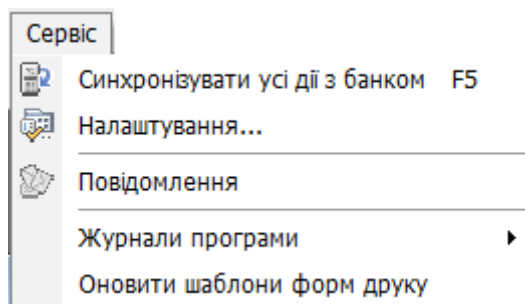 Сервіс
Синхронізувати усі дії з банком F5
Налаштування...
Повідомлення
Журнали програми
Оновити шаблони форм друку